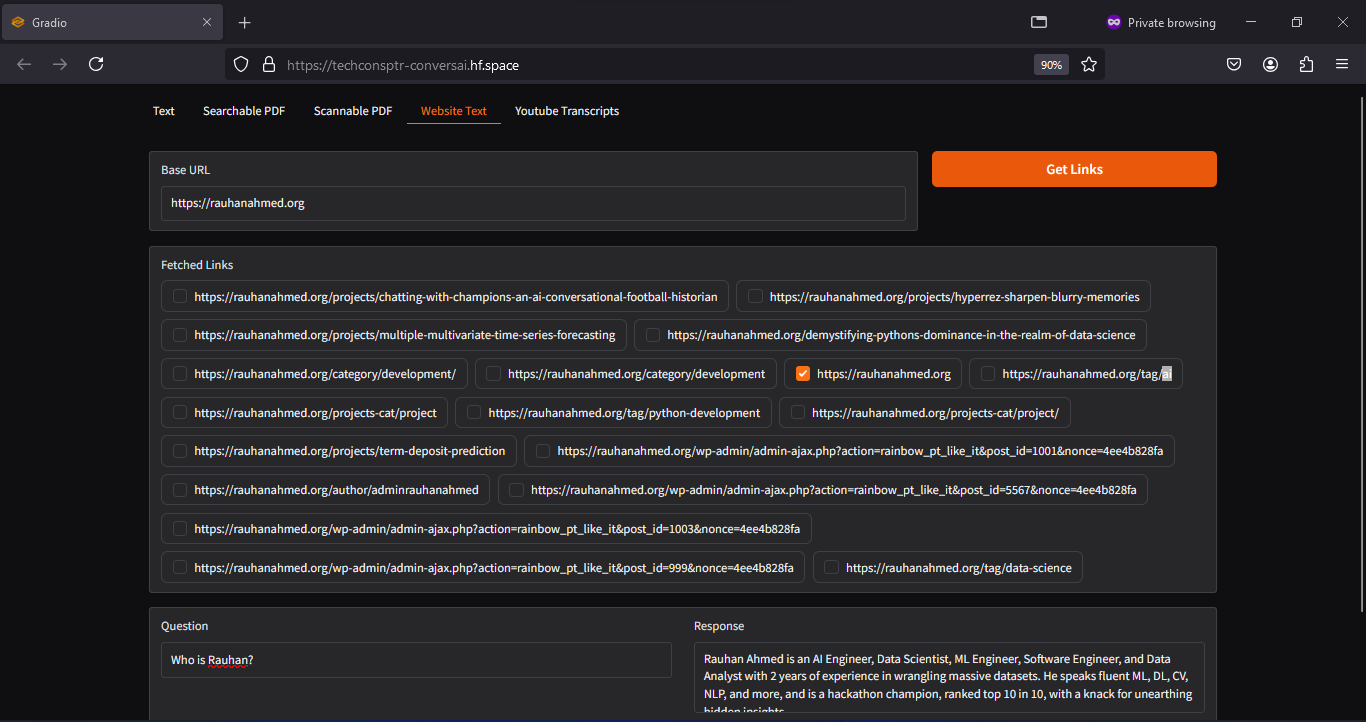 Gradio
Private browsing
https://techconsptr-conversai.hf.space
90%
Text Searchable PDF Scannable PDF Website Text Youtube Transcripts
Base URL
https://rauhanahmed.org
Get Links
Fetched Links
https://rauhanahmed.org/projects/chatting-with-champions-an-ai-conversational-football-historian https://rauhanahmed.org/projects/hyperrez-sharpen-blurry-memories
https://rauhanahmed.org/projects/multiple-multivariate-time-series-forecasting https://rauhanahmed.org/demystifying-pythons-dominance-in-the-realm-of-data-science
https://rauhanahmed.org/category/development/ https://rauhanahmed.org/category/development https://rauhanahmed.org https://rauhanahmed.org/tag/ai
https://rauhanahmed.org/projects-cat/project https://rauhanahmed.org/tag/python-development https://rauhanahmed.org/projects-cat/project/
https://rauhanahmed.org/projects/term-deposit-prediction https://rauhanahmed.org/wp-admin/admin-ajax.php?action=rainbow_pt_like_it&post_id=1001&nonce=4ee4b828fa
https://rauhanahmed.org/author/adminrauhanahmed https://rauhanahmed.org/wp-admin/admin-ajax.php?action=rainbow_pt_like_it&post_id=5567&nonce=4ee4b828fa
https://rauhanahmed.org/wp-admin/admin-ajax.php?action=rainbow_pt_like_it&post_id=1003&nonce=4ee4b828fa
https://rauhanahmed.org/wp-admin/admin-ajax.php?action=rainbow_pt_like_it&post_id=999&nonce=4ee4b828fa https://rauhanahmed.org/tag/data-science
Question
Who is Rauhan?
Response
Rauhan Ahmed is an AI Engineer, Data Scientist, ML Engineer, Software Engineer, and Data
Analyst with 2 years of experience in wrangling massive datasets. He speaks fluent ML, DL, CV,
NLP, and more, and is a hackathon champion, ranked top 10 in 10, with a knack for unearthing
hidden insights